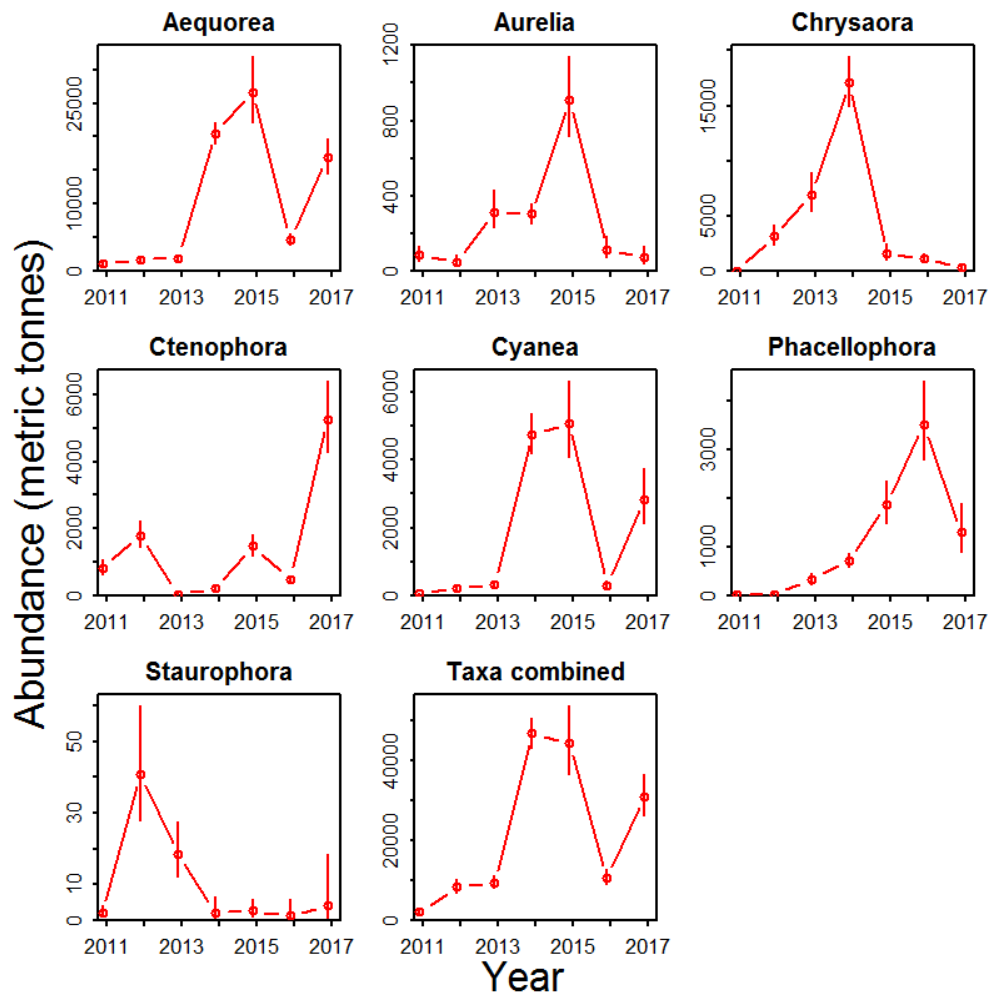 Aequorea
Aurelia
Chrysaora
0 10000 25000
0 400 800 1200
0 5000 15000
2011 2013 2015 2017
2011 2013 2015 2017
2011 2013 2015 2017
Abundance (metric tonnes)
Ctenophora
Cyanea
Phacellophora
0 2000 4000 6000
0 2000 4000 6000
0 1000 3000
2011 2013 2015 2017
2011 2013 2015 2017
2011 2013 2015 2017
Staurophora
Taxa combined
0 10 30 50
0 20000 40000
2011 2013 2015 2017
2011 2013 2015 2017
Year